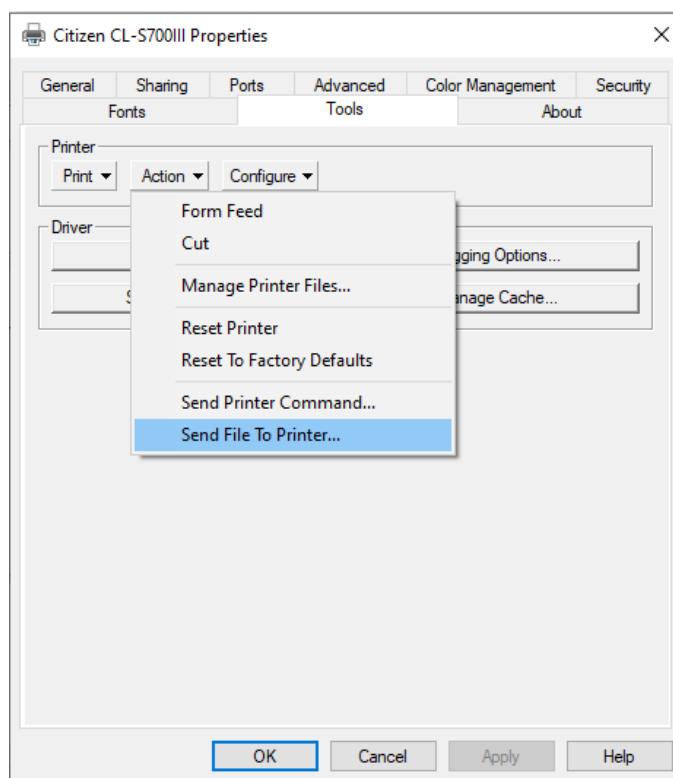 Citizen CL-S700III Properties
General Sharing Ports Advanced Color Management Security
Fonts Tools About
Printer
Print Action Configure
Form Feed
Cut
Manage Printer Files...
Reset Printer
Reset To Factory Defaults
Send Printer Command...
Send File To Printer...
Driver
Options...
Cache...
OK Cancel Apply Help